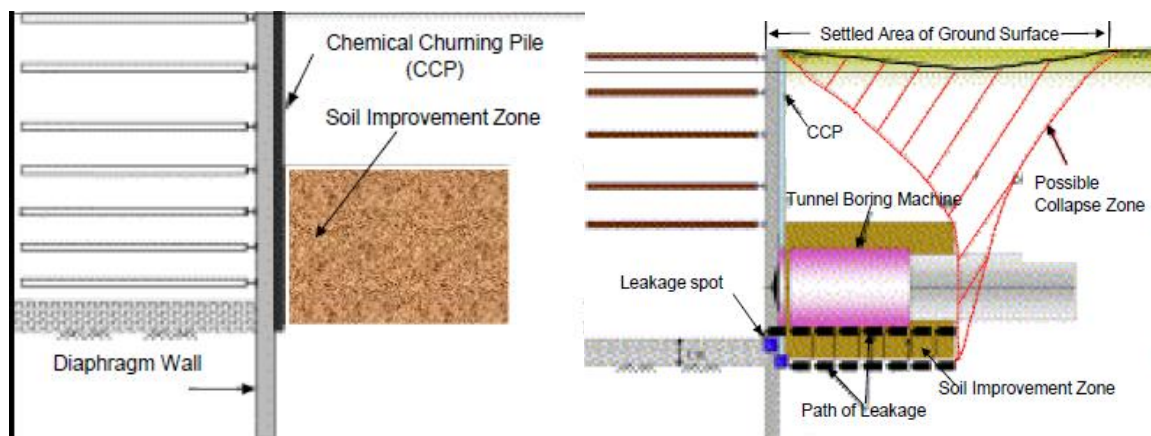 Chemical Churning Pile
(CCP)
Soil Improvement Zone
Diaphragm Wall
Settled Area of Ground Surface
CCP
Tunnel Boring Machine
Possible
Collapse Zone
Leakage spot
Soil Improvement Zone
Path of Leakage